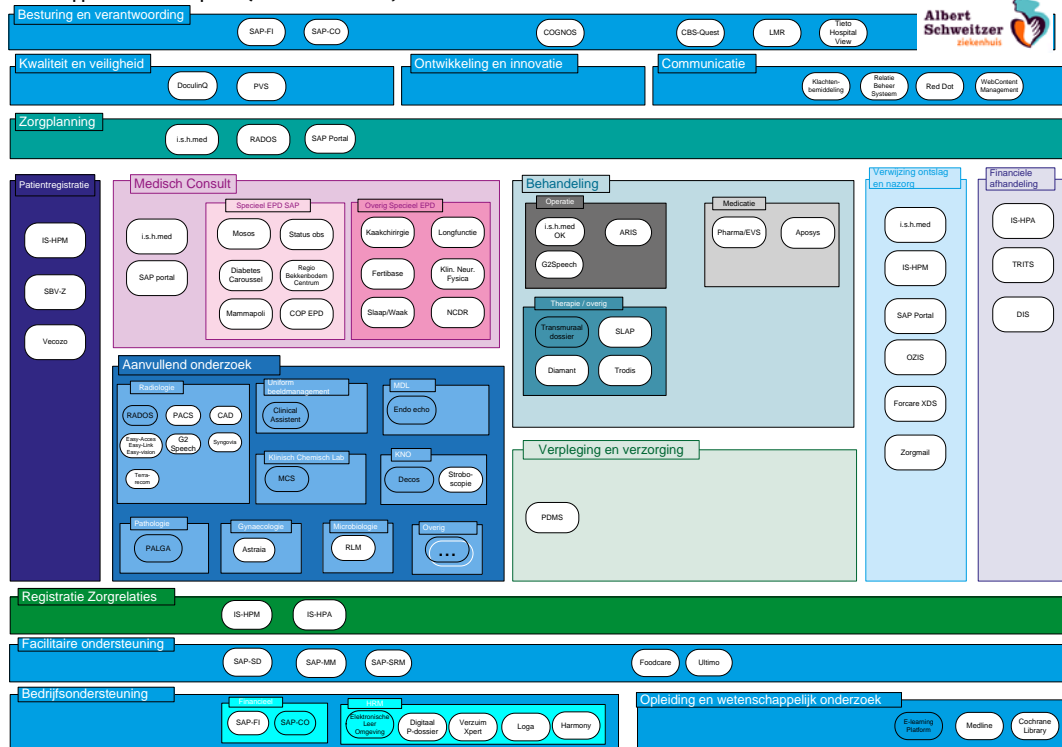 Besturing en verantwoording
SAP-FI
SAP-CO
COGNOS
CBS-Quest
LMR
Tieto
Hospital
View
Albert
Schweitzer
ziekenhuis
Kwaliteit en veiligheid
DoculinQ
PVS
Ontwikkeling en innovatie
Communicatie
Klachten-
bemiddeling
Relatie
Beheer
Systeem
Red Dot
WebContent
Management
Zorgplanning
i.s.h.med
RADOS
SAP Portal
Patientregistratie
IS-HPM
SBV-Z
Vecozo
Medisch Consult
i.s.h.med
SAP portal
Specieel EPD SAP
Mosos
Status obs
Diabetes
Caroussel
Regio
Bekkenbodem
Centrum
Mammapoli
COP EPD
Overig Specieel EPD
Kaakchirirgie
Longfunctie
Fertibase
Klin. Neur.
Fysica
Slaap/Waak
NCDR
Aanvullend onderzoek
Radiologie
RADOS
PACS
CAD
Easy-Acces
Easy-Link
Easy-vision
G2
Speech
Syngovia
Tera-
recom
Uniform
beeldmanagement
Clinical
Assistent
MDL
Endo echo
Klinisch Chemisch Lab
MCS
KNO
Decos
Strobo-
scopie
Pathologie
PALGA
Gynaecologie
Astraia
Microbiologie
RLM
Overig
...
Behandeling
Operatie
i.s.h.med
OK
ARIS
G2Speech
Medicatie
Pharma/EVS
Aposys
Therapie / overig
Transmuraal
dossier
SLAP
Diamant
Trodis
Verpleging en verzorging
PDMS
Verwijzing ontslag
en nazorg
i.s.h.med
IS-HPM
SAP Portal
OZIS
Forcare XDS
Zorgmail
Financiele
afhandeling
IS-HPA
TRITS
DIS
Registratie Zorgrelaties
IS-HPM
IS-HPA
Facilitaire ondersteuning
SAP-SD
SAP-MM
SAP-SRM
Foodcare
Ultimo
Bedrijfsondersteuning
Financieel
SAP-FI
SAP-CO
HRM
Elektronische
Leer
Omgeving
Digitaal
P-dossier
Verzuim
Xpert
Loga
Harmony
Opleiding en wetenschappelijk onderzoek
E-learning
Platform
Medline
Cochrane
Library